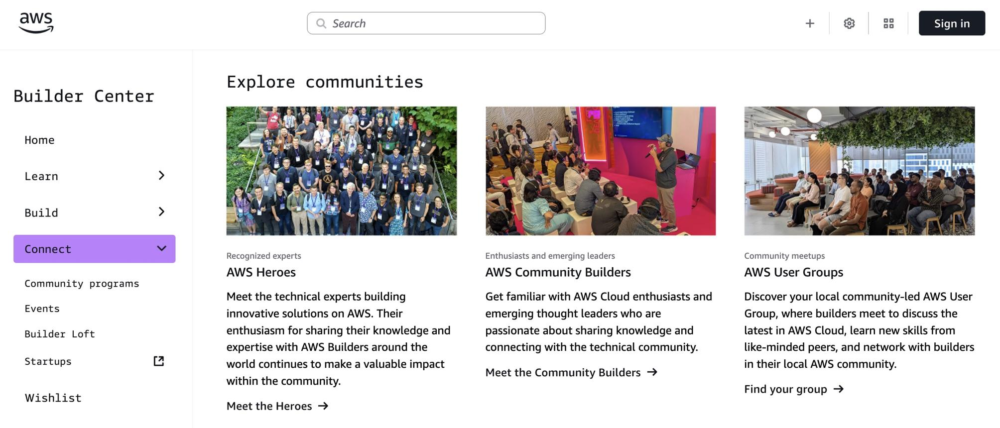 aws
Search
Sign in
Builder Center
Home
Learn
Build
Connect
Community programs
Events
Builder Loft
Startups
Wishlist
Explore communities
Recognized experts
AWS Heroes
Meet the technical experts building
innovative solutions on AWS. Their
enthusiasm for sharing their knowledge and
expertise with AWS Builders around the
world continues to make a valuable impact
within the community.
Meet the Heroes
Enthusiasts and emerging leaders
AWS Community Builders
Get familiar with AWS Cloud enthusiasts and
emerging thought leaders who are
passionate about sharing knowledge and
connecting with the technical community.
Meet the Community Builders
Community meetups
AWS User Groups
Discover your local community-led AWS User
Group, where builders meet to discuss the
latest in AWS Cloud, learn new skills from
like-minded peers, and network with builders
in their local AWS community.
Find your group